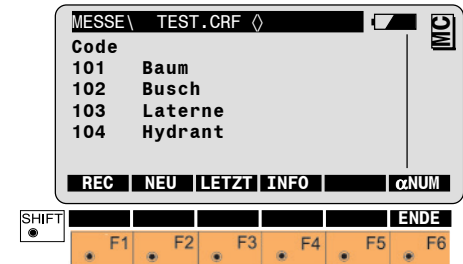 MESSE\ TEST.CRF ◊
MC
Code
101 Baum
102 Busch
103 Laterne
104 Hydrant
REC NEU LETZT INFO αNUM
SHIFT ENDE
F1 F2 F3 F4 F5 F6